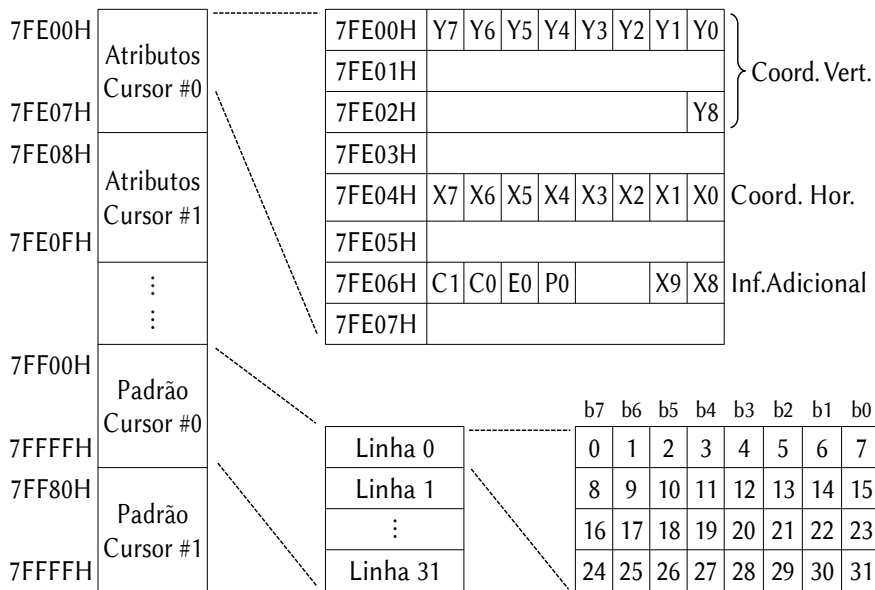 7FE00H
Atributos
Cursor #0
7FE07H
7FE08H
Atributos
Cursor #1
7FE0FH
⋮
⋮
7FF00H
Padrão
Cursor #0
7FFFFH
7FF80H
Padrão
Cursor #1
7FFFFH
7FE00H Y7 Y6 Y5 Y4 Y3 Y2 Y1 Y0
7FE01H
7FE02H Y8
Coord. Vert.
7FE03H
7FE04H X7 X6 X5 X4 X3 X2 X1 X0 Coord. Hor.
7FE05H
7FE06H C1 C0 E0 P0 X9 X8 Inf.Adicional
7FE07H
Linha 0
Linha 1
⋮
Linha 31
b7 b6 b5 b4 b3 b2 b1 b0
0 1 2 3 4 5 6 7
8 9 10 11 12 13 14 15
16 17 18 19 20 21 22 23
24 25 26 27 28 29 30 31